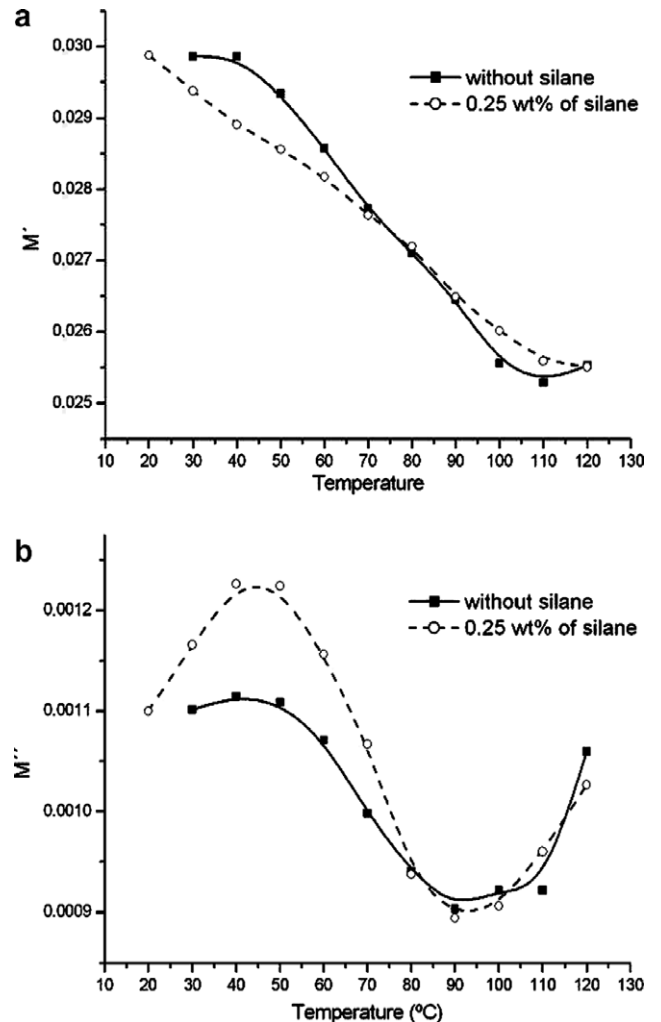 a
0.030
0.029
0.028
0.027
0.026
0.025
M´
without silane
0.25 wt% of silane
10 20 30 40 50 60 70 80 90 100 110 120 130
Temperature
b
0.0012
0.0011
0.0010
0.0009
M´´
without silane
0.25 wt% of silane
10 20 30 40 50 60 70 80 90 100 110 120 130
Temperature (ºC)